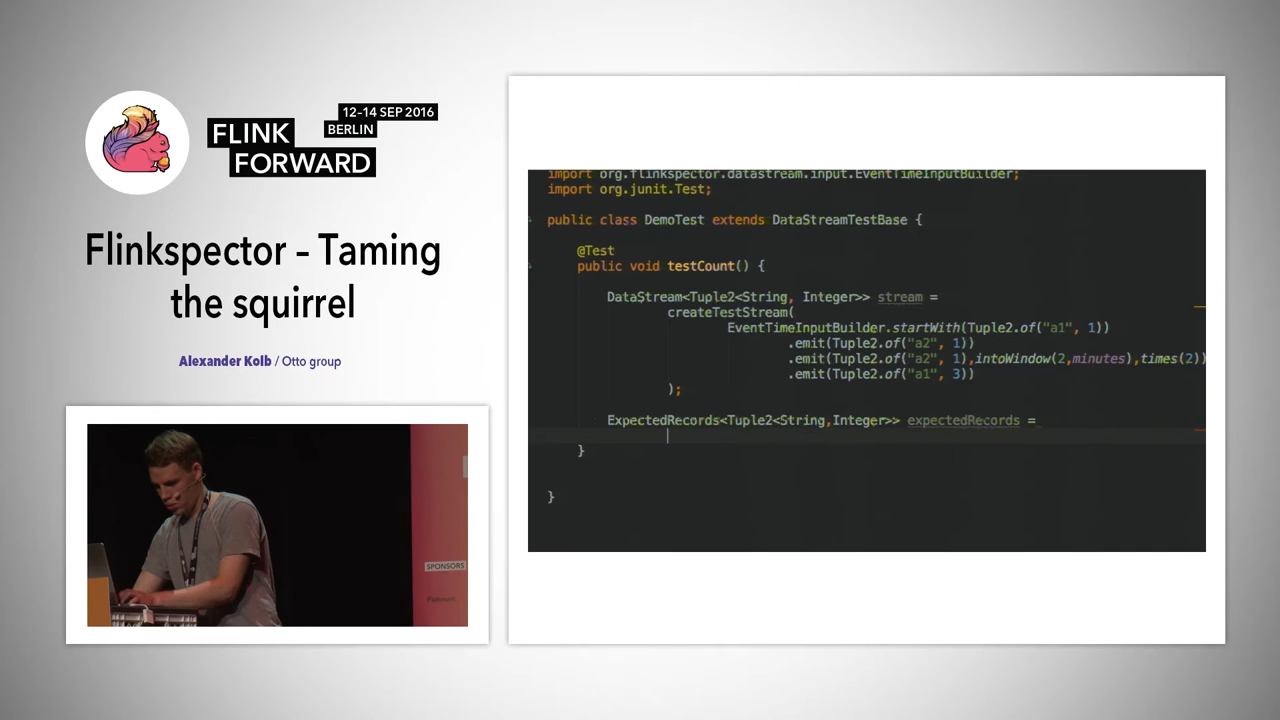 12–14 SEP 2016
BERLIN
FLINK
FORWARD
Flinkspector – Taming
the squirrel
Alexander Kolb / Otto group
SPONSORS
import org.flinkspector.datastream.input.EventTimeInputBuilder;
import org.junit.Test;
public class DemoTest extends DataStreamTestBase {
@Test
public void testCount() {
DataStream<Tuple2<String, Integer>> stream =
createTestStream(
EventTimeInputBuilder.startWith(Tuple2.of("a1", 1))
.emit(Tuple2.of("a2", 1))
.emit(Tuple2.of("a2", 1),intoWindow(2,minutes),times(2))
.emit(Tuple2.of("a1", 3))
);
ExpectedRecords<Tuple2<String,Integer>> expectedRecords =
}
}